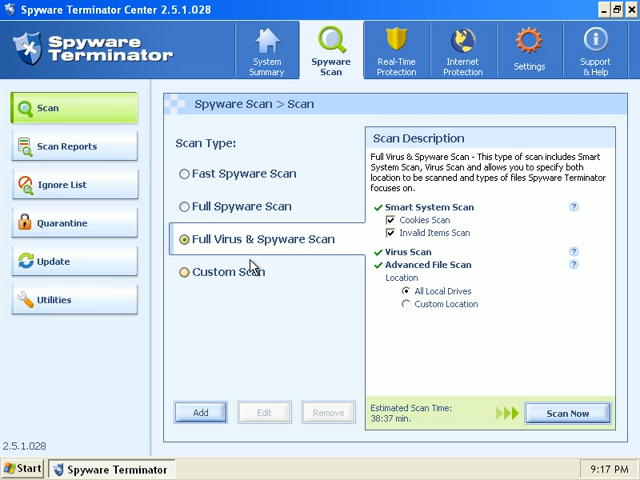 Spyware Terminator Center 2.5.1.028
Spyware
Terminator
System
Summary
Spyware
Scan
Real-Time
Protection
Internet
Protection
Settings
Support
& Help
Scan
Scan Reports
Ignore List
Quarantine
Update
Utilities
2.5.1.028
Spyware Scan > Scan
Scan Type:
Fast Spyware Scan
Full Spyware Scan
Full Virus & Spyware Scan
Custom Scan
Add
Edit
Remove
Scan Description
Full Virus & Spyware Scan - This type of scan includes Smart
System Scan, Virus Scan and allows you to specify both
location to be scanned and types of files Spyware Terminator
focuses on.
Smart System Scan ?
Cookies Scan ?
Invalid Items Scan ?
Virus Scan ?
Advanced File Scan ?
Location
All Local Drives
Custom Location
Estimated Scan Time:
38:37 min.
Scan Now
Start
Spyware Terminator
9:17 PM